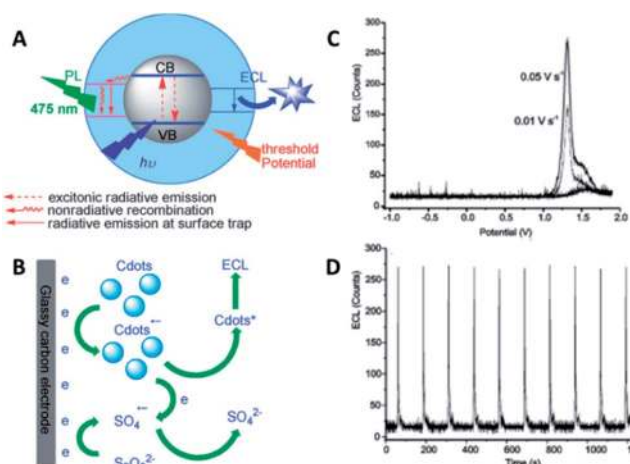 A
PL
475 nm
CB
VB
ECL
hυ
threshold
Potential
excitonic radiative emission
nonradiative recombination
radiative emission at surface trap
B
Glassy carbon electrode
e
e
e
e
e
e
Cdots
Cdots
e
SO4
ECL
Cdots*
SO4 2-
C
ECL (Counts)
300
250
200
150
100
50
0
0.05 V s-1
0.01 V s-1
-1.0
-0.5
0.0
0.5
1.0
1.5
2.0
Potential (V)
D
ECL (Counts)
300
250
200
150
100
50
0
0
200
400
600
800
1000
Time (s)